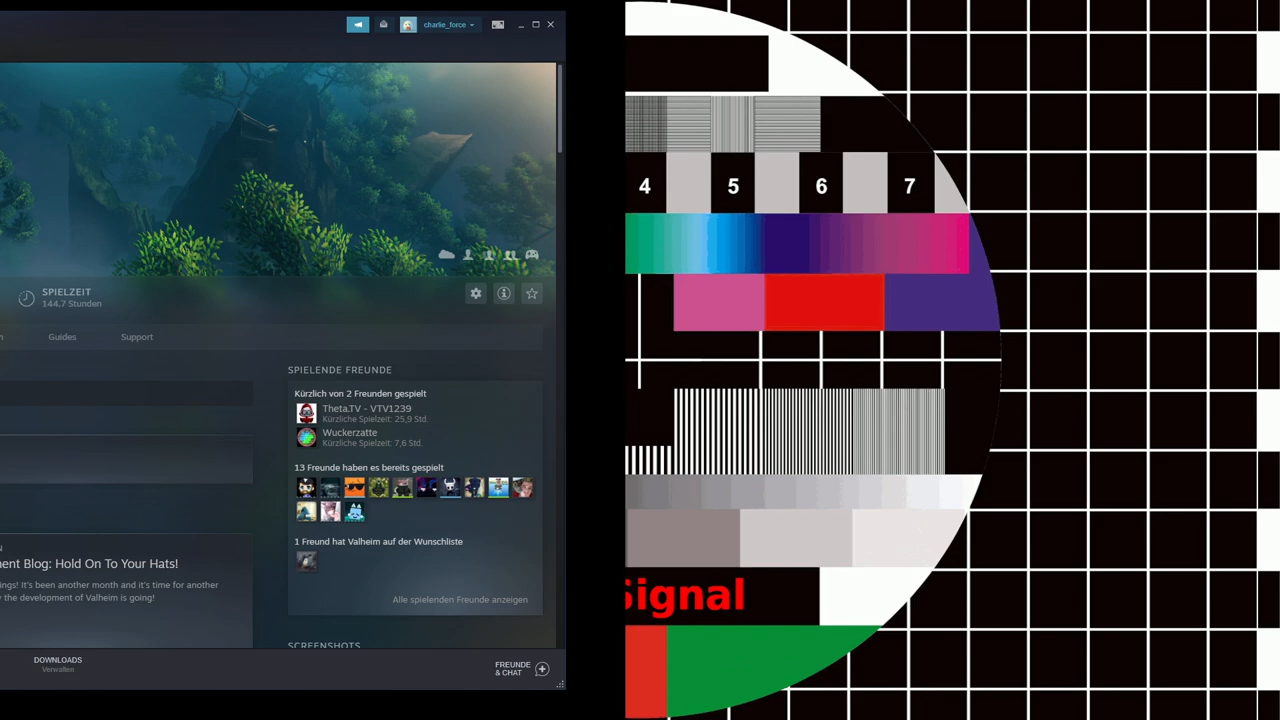 charlie_force
SPIELZEIT
144,7 Stunden
Guides
Support
SPIELENDE FREUNDE
Kürzlich von 2 Freunden gespielt
Theta.TV - VTV1239
Kürzliche Spielzeit: 25,9 Std.
Wuckerzatte
Kürzliche Spielzeit: 7,6 Std.
13 Freunde haben es bereits gespielt
1 Freund hat Valheim auf der Wunschliste
Alle spielenden Freunde anzeigen
SCREENSHOTS
N
ment Blog: Hold On To Your Hats!
ings! It's been another month and it's time for another
the development of Valheim is going!
DOWNLOADS
Verwalten
FREUNDE
& CHAT
4 5 6 7
Signal